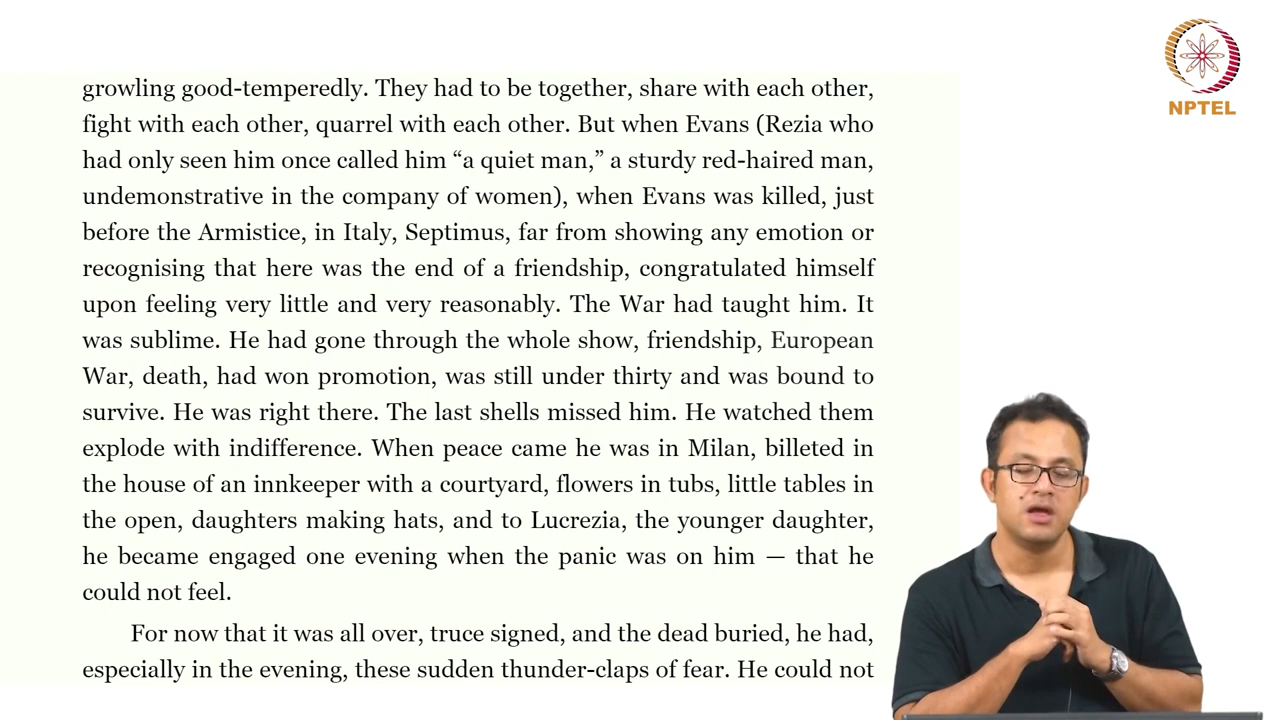 growling good-temperedly. They had to be together, share with each other,
fight with each other, quarrel with each other. But when Evans (Rezia who
had only seen him once called him “a quiet man,” a sturdy red-haired man,
undemonstrative in the company of women), when Evans was killed, just
before the Armistice, in Italy, Septimus, far from showing any emotion or
recognising that here was the end of a friendship, congratulated himself
upon feeling very little and very reasonably. The War had taught him. It
was sublime. He had gone through the whole show, friendship, European
War, death, had won promotion, was still under thirty and was bound to
survive. He was right there. The last shells missed him. He watched them
explode with indifference. When peace came he was in Milan, billeted in
the house of an innkeeper with a courtyard, flowers in tubs, little tables in
the open, daughters making hats, and to Lucrezia, the younger daughter,
he became engaged one evening when the panic was on him — that he
could not feel.
For now that it was all over, truce signed, and the dead buried, he had,
especially in the evening, these sudden thunder-claps of fear. He could not
NPTEL